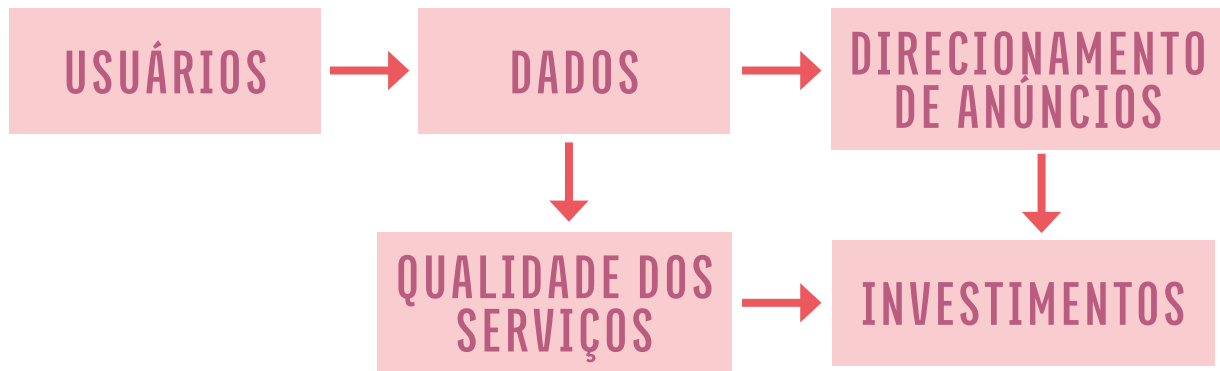 USUÁRIOS
DADOS
DIRECIONAMENTO
DE ANÚNCIOS
QUALIDADE DOS
SERVIÇOS
INVESTIMENTOS